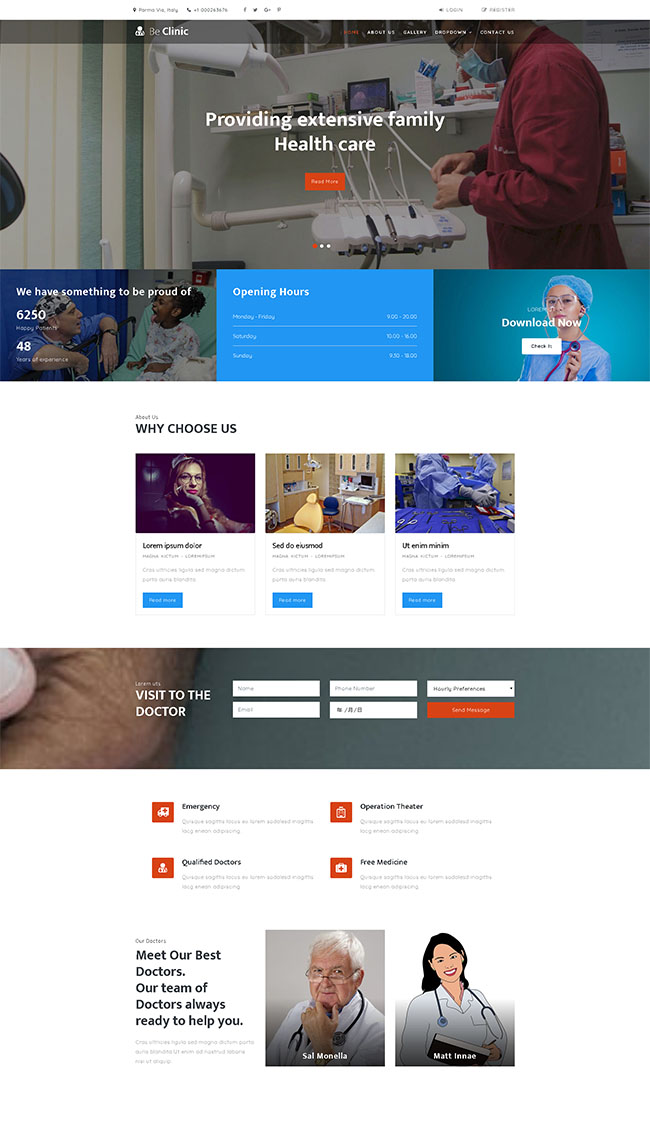 Parma Via, Italy +1 000263676 LOGIN REGISTER
Be Clinic HOME ABOUT US GALLERY DROPDOWN CONTACT US
Providing extensive family
Health care
Read More
We have something to be proud of
6250
Happy Patients
48
Years of experience
Opening Hours
Monday - Friday 9.00 - 20.00
Saturday 10.00 - 16.00
Sunday 9.30 - 18.00
LOREM
Download Now
Check It
About Us
WHY CHOOSE US
Lorem ipsum dolor
MAGNA NICTUM - LOREMIPSUM
Cras ultricies ligula sed magna dictum
porta auris blandita
Read more
Sed do eiusmod
MAGNA NICTUM - LOREMIPSUM
Cras ultricies ligula sed magna dictum
porta auris blandita
Read more
Ut enim minim
MAGNA NICTUM - LOREMIPSUM
Cras ultricies ligula sed magna dictum
porta auris blandita
Read more
Lorem uts
VISIT TO THE
DOCTOR
Name Phone Number Hourly Preferences
Email 年 /月/日 Send Message
Emergency
Quisque sagittis lacus eu lorem sodolesd magittis
lacg enean adipiscing
Operation Theater
Quisque sagittis lacus eu lorem sodolesd magittis
lacg enean adipiscing
Qualified Doctors
Quisque sagittis lacus eu lorem sodolesd magittis
lacg enean adipiscing
Free Medicine
Quisque sagittis lacus eu lorem sodolesd magittis
lacg enean adipiscing
Our Doctors
Meet Our Best
Doctors.
Our team of
Doctors always
ready to help you.
Cras ultrices ligula sed magna dictum
porta auris blandita Ut enim ad nostrud labore
nisi ut aliquip
Sal Monella
Matt Innae